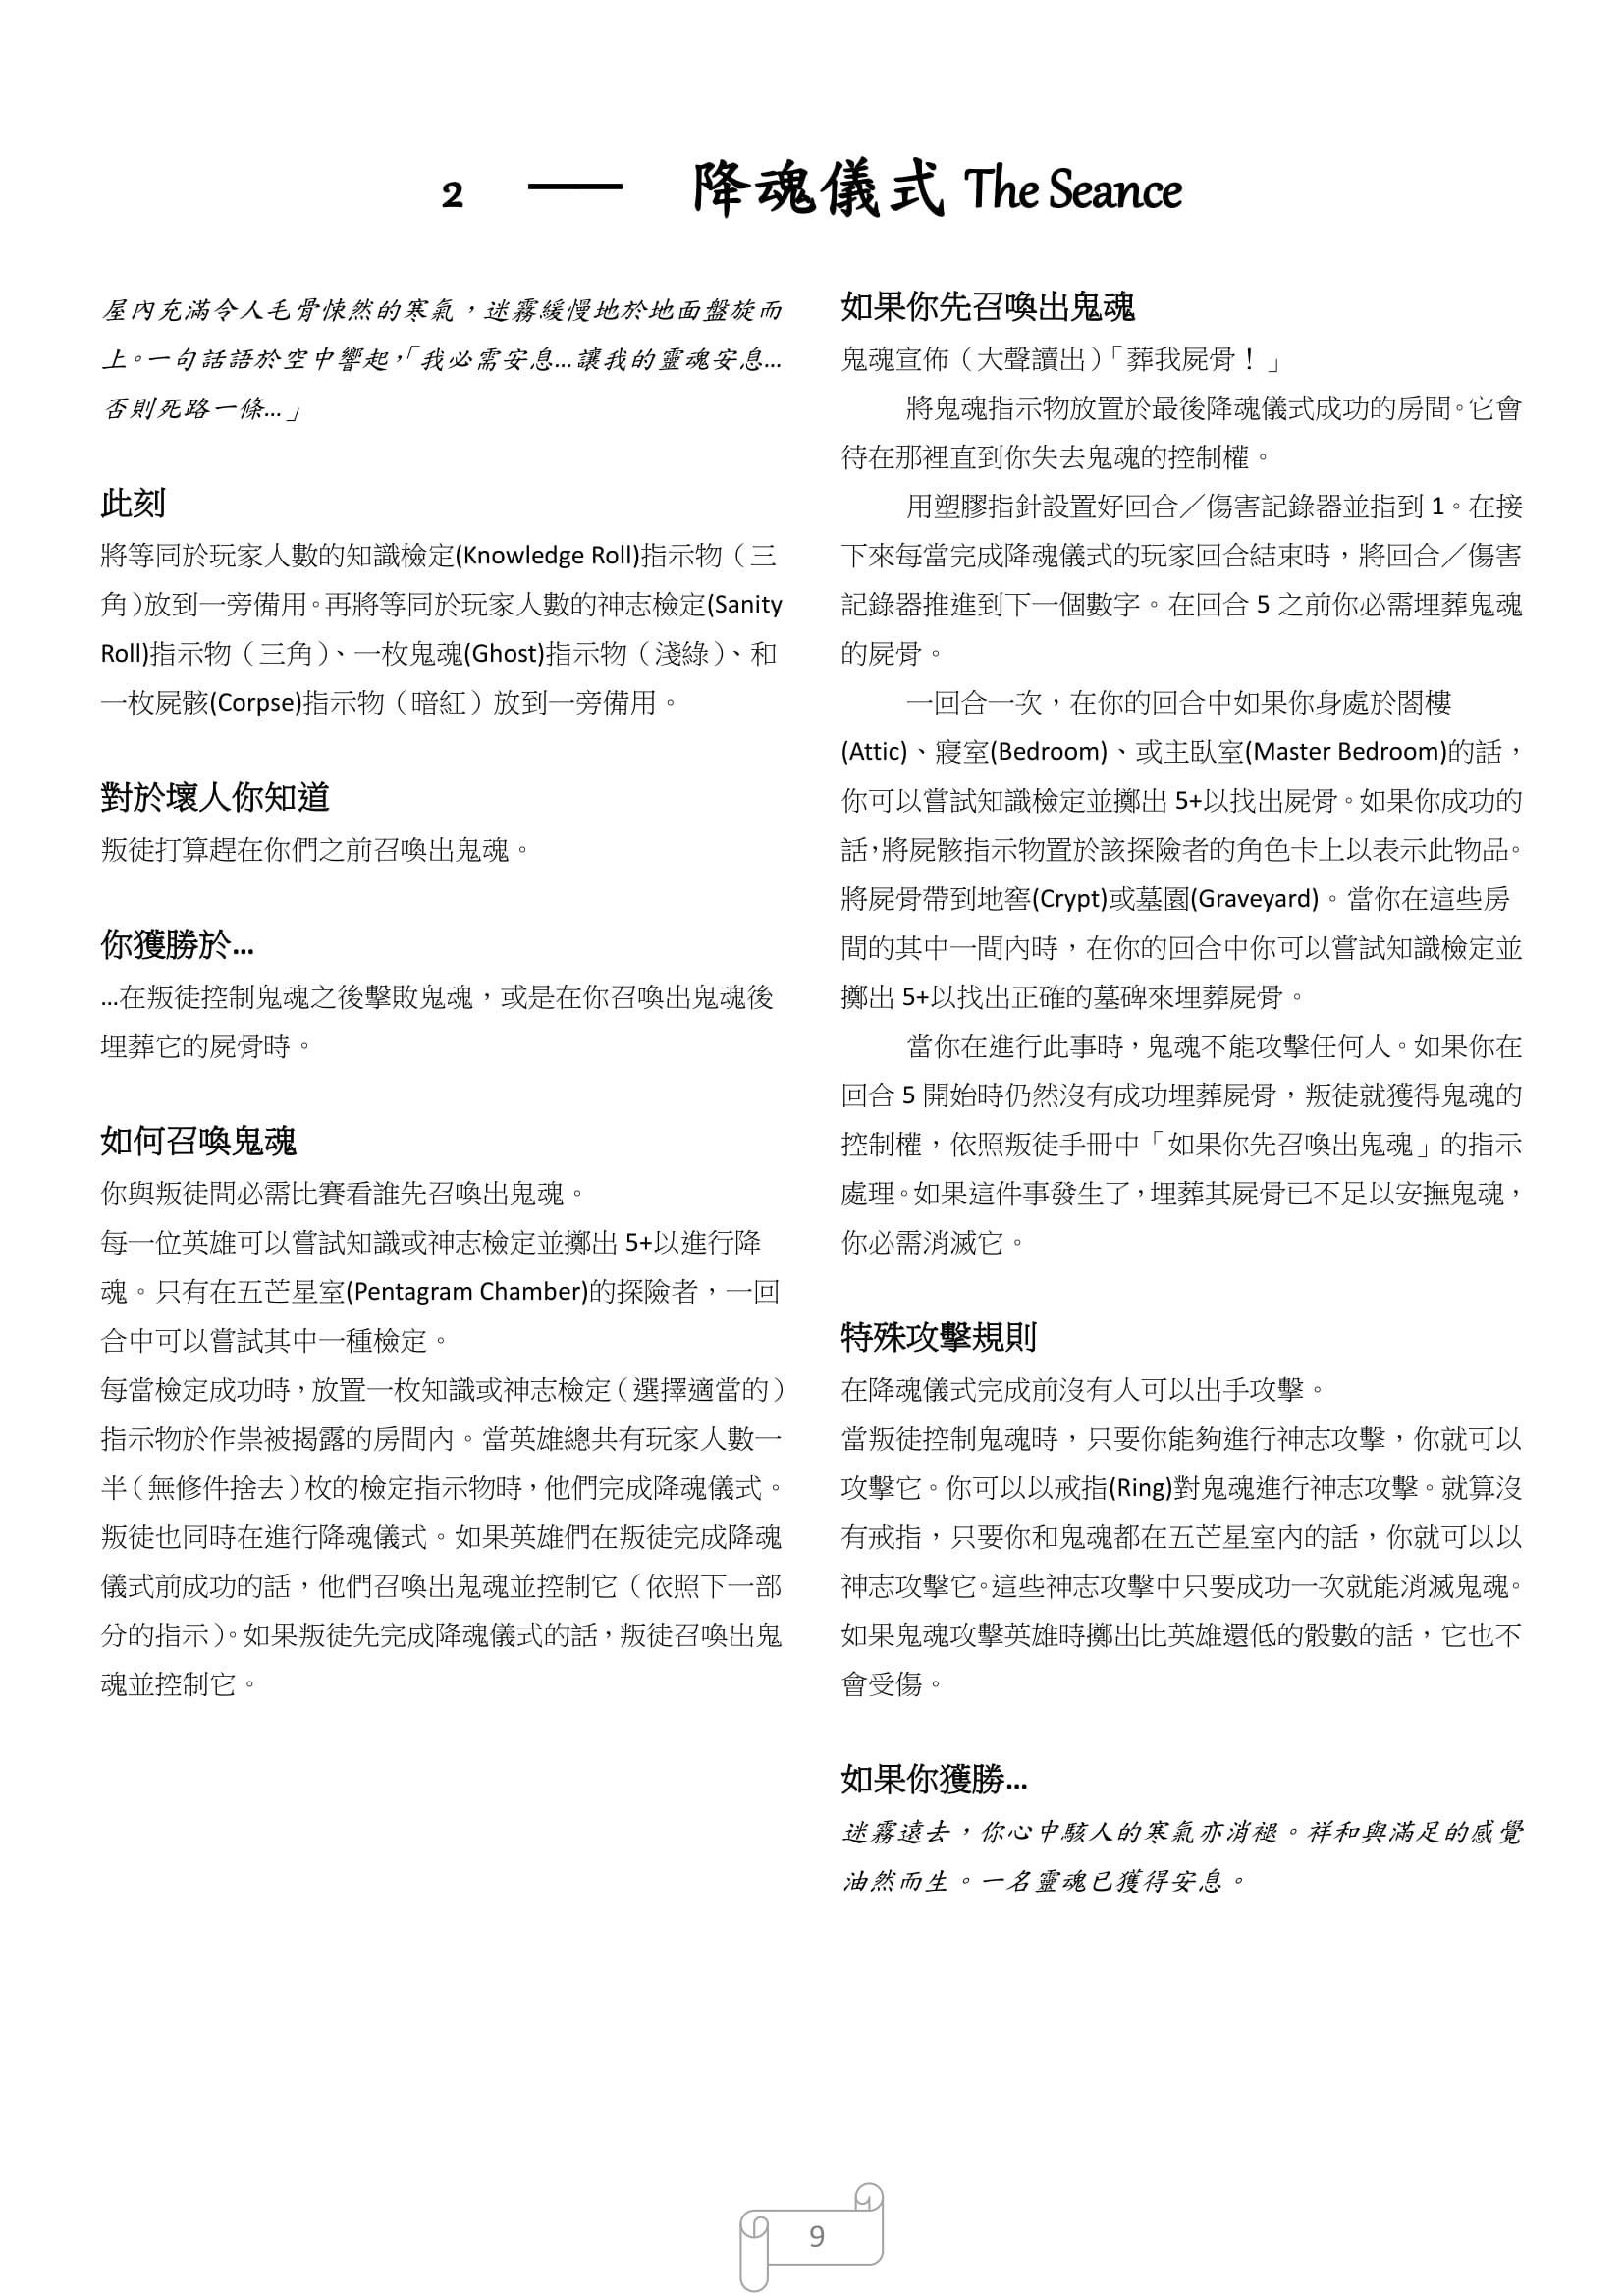 2 — 降魂儀式 The Seance
屋內充滿令人毛骨悚然的寒氣，迷霧緩慢地於地面盤旋而
上。一句話語於空中響起，「我必需安息…讓我的靈魂安息…
否則死路一條…」
此刻
將等同於玩家人數的知識檢定(Knowledge Roll)指示物（三
角）放到一旁備用。再將等同於玩家人數的神志檢定(Sanity
Roll)指示物（三角）、一枚鬼魂(Ghost)指示物（淺綠）、和
一枚屍骸(Corpse)指示物（暗紅）放到一旁備用。
對於壞人你知道
叛徒打算趕在你們之前召喚出鬼魂。
你獲勝於…
…在叛徒控制鬼魂之後擊敗鬼魂，或是在你召喚出鬼魂後
埋葬它的屍骨時。
如何召喚鬼魂
你與叛徒間必需比賽看誰先召喚出鬼魂。
每一位英雄可以嘗試知識或神志檢定並擲出 5+以進行降
魂。只有在五芒星室(Pentagram Chamber)的探險者，一回
合中可以嘗試其中一種檢定。
每當檢定成功時，放置一枚知識或神志檢定（選擇適當的）
指示物於作祟被揭露的房間內。當英雄總共有玩家人數一
半（無修件捨去）枚的檢定指示物時，他們完成降魂儀式。
叛徒也同時在進行降魂儀式。如果英雄們在叛徒完成降魂
儀式前成功的話，他們召喚出鬼魂並控制它（依照下一部
分的指示）。如果叛徒先完成降魂儀式的話，叛徒召喚出鬼
魂並控制它。
如果你先召喚出鬼魂
鬼魂宣佈（大聲讀出）「葬我屍骨！」
將鬼魂指示物放置於最後降魂儀式成功的房間。它會
待在那裡直到你失去鬼魂的控制權。
用塑膠指針設置好回合／傷害記錄器並指到 1。在接
下來每當完成降魂儀式的玩家回合結束時，將回合／傷害
記錄器推進到下一個數字。在回合 5 之前你必需埋葬鬼魂
的屍骨。
一回合一次，在你的回合中如果你身處於閣樓
(Attic)、寢室(Bedroom)、或主臥室(Master Bedroom)的話，
你可以嘗試知識檢定並擲出 5+以找出屍骨。如果你成功的
話，將屍骸指示物置於該探險者的角色卡上以表示此物品。
將屍骨帶到地窖(Crypt)或墓園(Graveyard)。當你在這些房
間的其中一間內時，在你的回合中你可以嘗試知識檢定並
擲出 5+以找出正確的墓碑來埋葬屍骨。
當你在進行此事時，鬼魂不能攻擊任何人。如果你在
回合 5 開始時仍然沒有成功埋葬屍骨，叛徒就獲得鬼魂的
控制權，依照叛徒手冊中「如果你先召喚出鬼魂」的指示
處理。如果這件事發生了，埋葬其屍骨已不足以安撫鬼魂，
你必需消滅它。
特殊攻擊規則
在降魂儀式完成前沒有人可以出手攻擊。
當叛徒控制鬼魂時，只要你能夠進行神志攻擊，你就可以
攻擊它。你可以以戒指(Ring)對鬼魂進行神志攻擊。就算沒
有戒指，只要你和鬼魂都在五芒星室內的話，你就可以以
神志攻擊它。這些神志攻擊中只要成功一次就能消滅鬼魂。
如果鬼魂攻擊英雄時擲出比英雄還低的骰數的話，它也不
會受傷。
如果你獲勝…
迷霧遠去，你心中駭人的寒氣亦消褪。祥和與滿足的感覺
油然而生。一名靈魂已獲得安息。
9